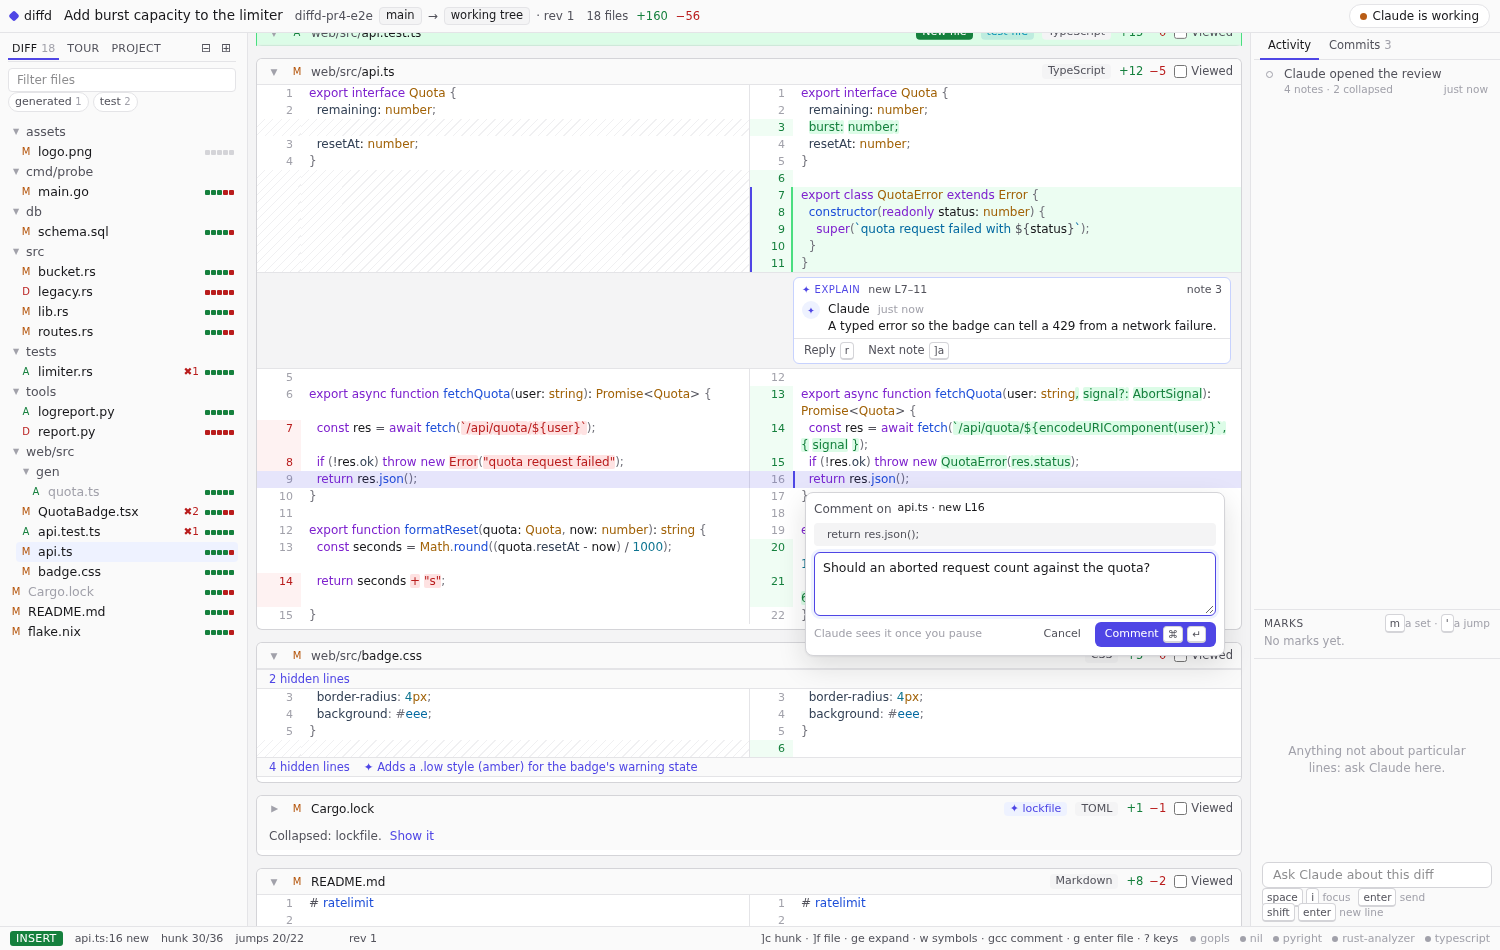 diffd Add burst capacity to the limiter diffd-pr4-e2e main → working tree · rev 1 18 files +160 −56 Claude is working
DIFF 18 TOUR PROJECT
Filter files
generated 1 test 2
assets
M logo.png
cmd/probe
M main.go
db
M schema.sql
src
M bucket.rs
D legacy.rs
M lib.rs
M routes.rs
tests
A limiter.rs ✖1
tools
A logreport.py
D report.py
web/src
gen
A quota.ts
M QuotaBadge.tsx ✖2
A api.test.ts ✖1
M api.ts
M badge.css
M Cargo.lock
M README.md
M flake.nix
A web/src/api.test.ts New file test file TypeScript Viewed
M web/src/api.ts TypeScript +12 −5 Viewed
1 export interface Quota {
2 remaining: number;
3 resetAt: number;
4 }
1 export interface Quota {
2 remaining: number;
3 burst: number;
4 resetAt: number;
5 }
6
7 export class QuotaError extends Error {
8 constructor(readonly status: number) {
9 super(`quota request failed with ${status}`);
10 }
11 }
✦ EXPLAIN new L7–11 note 3
Claude just now
A typed error so the badge can tell a 429 from a network failure.
Reply r Next note ]a
5
6 export async function fetchQuota(user: string): Promise<Quota> {
7 const res = await fetch(`/api/quota/${user}`);
8 if (!res.ok) throw new Error("quota request failed");
9 return res.json();
10 }
11
12 export function formatReset(quota: Quota, now: number): string {
13 const seconds = Math.round((quota.resetAt - now) / 1000);
14 return seconds + "s";
15 }
12
13 export async function fetchQuota(user: string, signal?: AbortSignal):
Promise<Quota> {
14 const res = await fetch(`/api/quota/${encodeURIComponent(user)}`,
{ signal });
15 if (!res.ok) throw new QuotaError(res.status);
16 return res.json();
17 }
18
19
20
21
22 }
Comment on api.ts · new L16
return res.json();
Should an aborted request count against the quota?
Claude sees it once you pause Cancel Comment ⌘ ↵
M web/src/badge.css Viewed
2 hidden lines
3 border-radius: 4px;
4 background: #eee;
5 }
3 border-radius: 4px;
4 background: #eee;
5 }
6
4 hidden lines ✦ Adds a .low style (amber) for the badge's warning state
M Cargo.lock ✦ lockfile TOML +1 −1 Viewed
Collapsed: lockfile. Show it
M README.md Markdown +8 −2 Viewed
1 # ratelimit
2
1 # ratelimit
2
Activity Commits 3
Claude opened the review
4 notes · 2 collapsed just now
MARKS m a set · ' a jump
No marks yet.
Anything not about particular
lines: ask Claude here.
Ask Claude about this diff
space i focus enter send
shift enter new line
INSERT api.ts:16 new hunk 30/36 jumps 20/22 rev 1 ]c hunk · ]f file · ge expand · w symbols · gcc comment · g enter file · ? keys gopls nil pyright rust-analyzer typescript